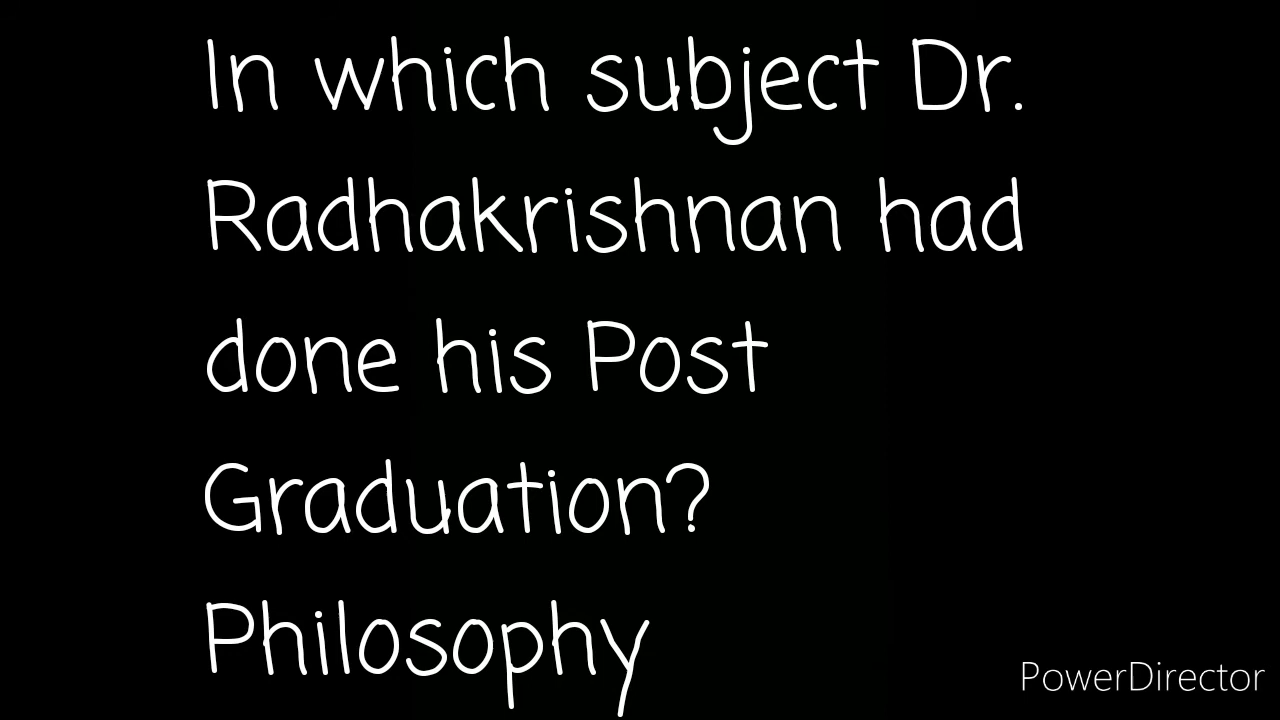 In which subject Dr.
Radhakrishnan had
done his Post
Graduation?
Philosophy
PowerDirector